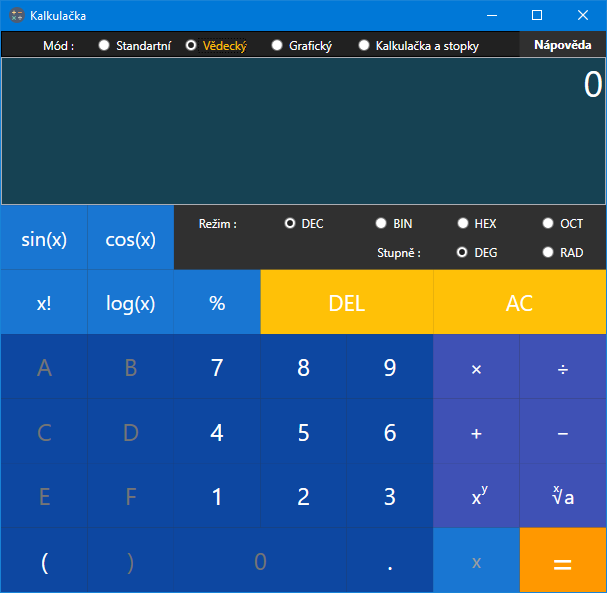 Kalkulačka
Mód : Standartní Vědecký Grafický Kalkulačka a stopky Nápověda
0
sin(x) cos(x) Režim : DEC BIN HEX OCT
Stupně : DEG RAD
x! log(x) % DEL AC
A B 7 8 9 × ÷
C D 4 5 6 + −
E F 1 2 3 xʸ ˣ√a
( ) 0 . x =